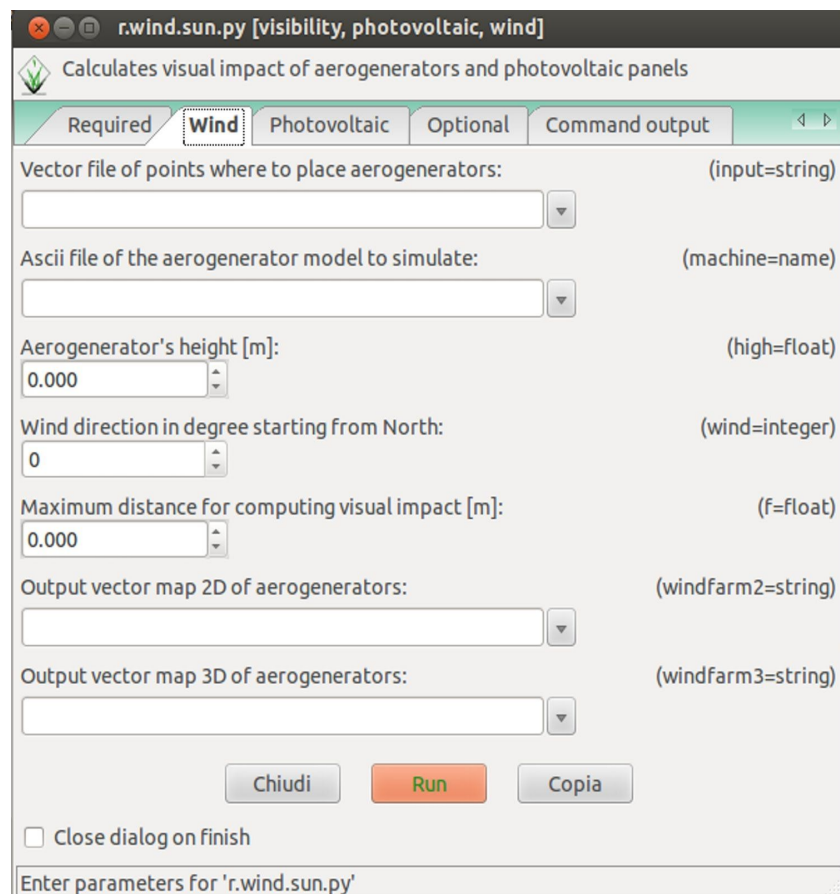 r.wind.sun.py [visibility, photovoltaic, wind]
Calculates visual impact of aerogenerators and photovoltaic panels
Required Wind Photovoltaic Optional Command output
Vector file of points where to place aerogenerators: (input=string)
Ascii file of the aerogenerator model to simulate: (machine=name)
Aerogenerator's height [m]: (high=float)
0.000
Wind direction in degree starting from North: (wind=integer)
0
Maximum distance for computing visual impact [m]: (f=float)
0.000
Output vector map 2D of aerogenerators: (windfarm2=string)
Output vector map 3D of aerogenerators: (windfarm3=string)
Chiudi Run Copia
Close dialog on finish
Enter parameters for 'r.wind.sun.py'